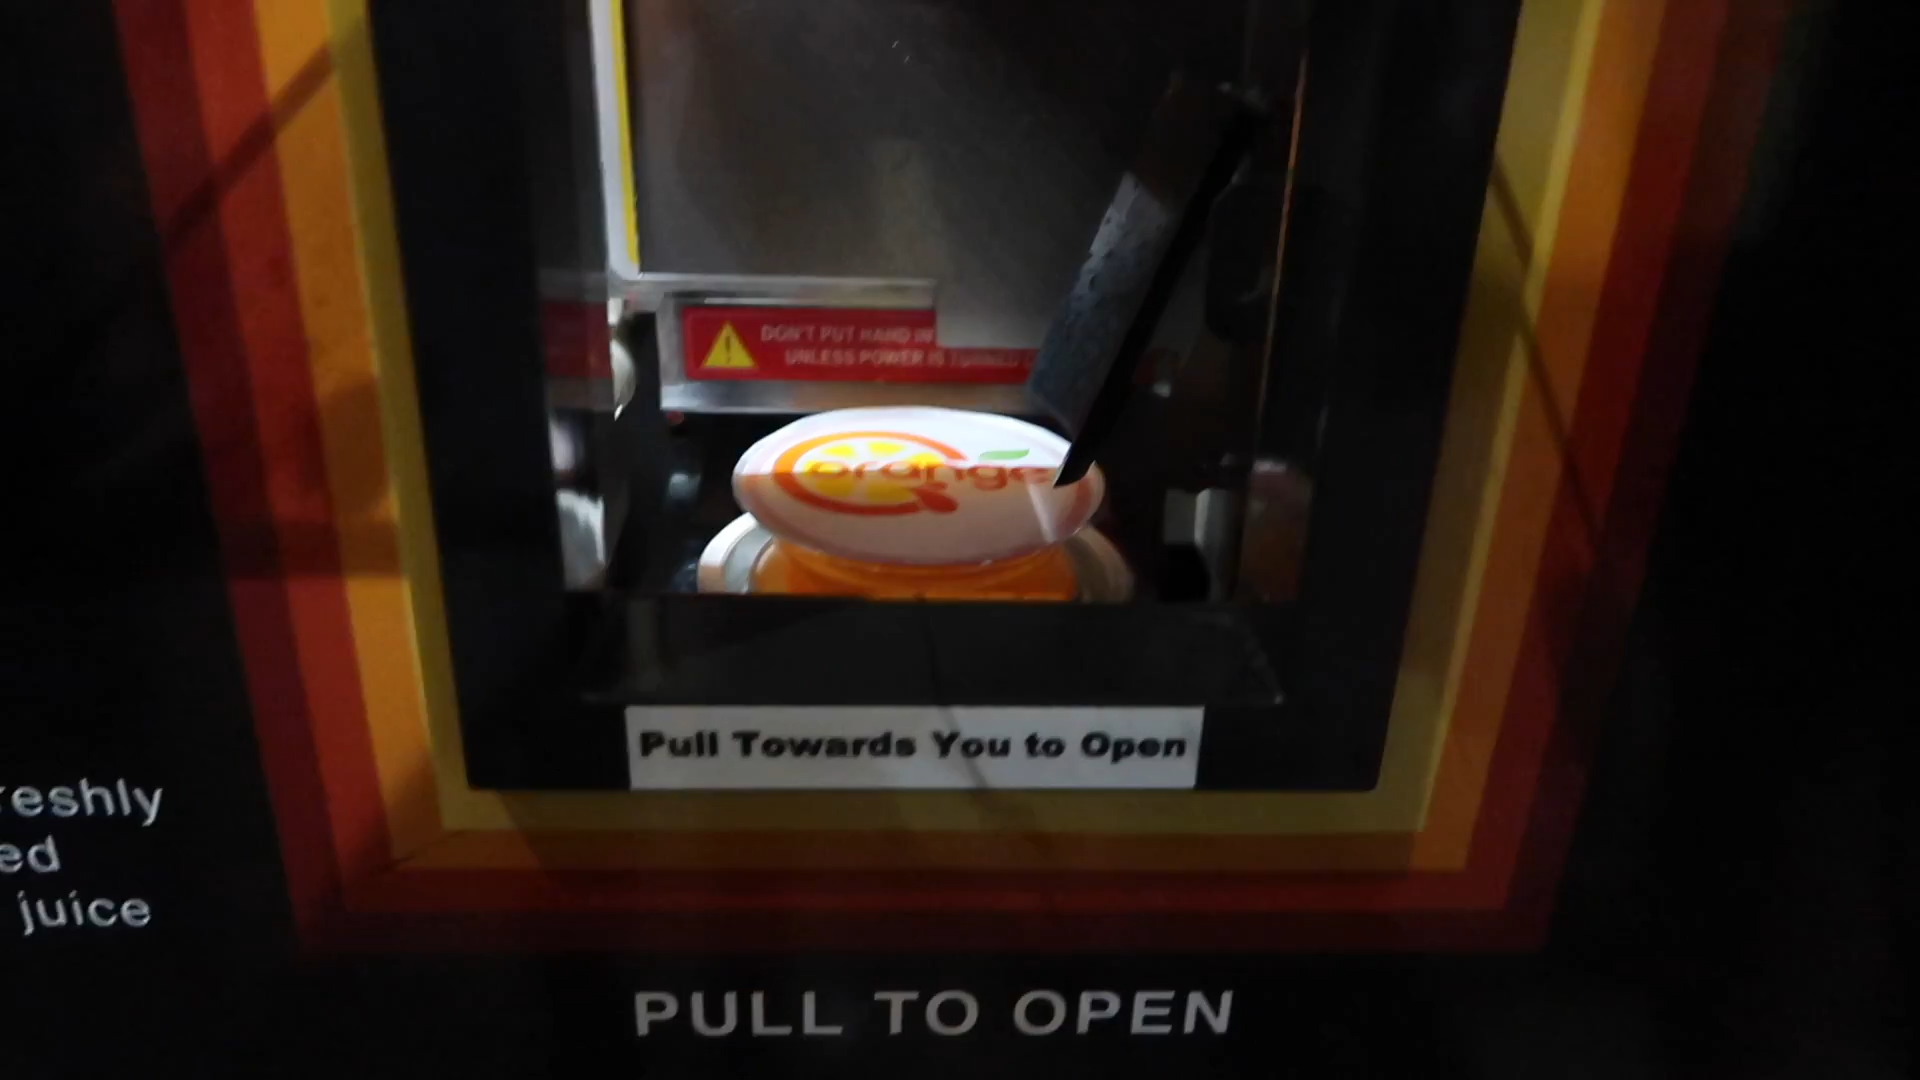 DON'T PUT HAND IN
UNLESS POWER IS TURNED
orange
Pull Towards You to Open
reshly
ed
juice
PULL TO OPEN